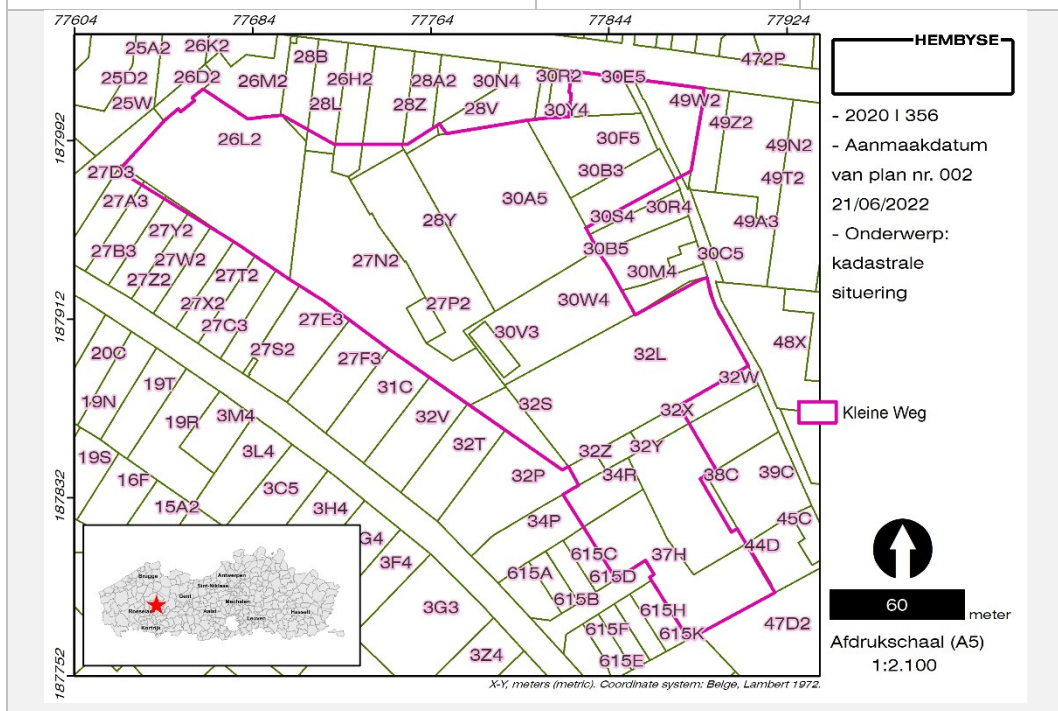 77604 77684 77764 77844 77924
187992
187912
187832
187752
25A2 26K2 28B 472P
25D2 26D2 26M2 26H2 28A2 30N4 30R2 30E5
25W 28L 28Z 28V 30Y4 49W2
26L2 30F5 49Z2 49N2
27D3 30B3 49T2
27A3 30A5 30R4
27Y2 28Y 30S4 49A3
27B3 27W2 27N2 30B5 30C5
27Z2 27T2 30M4
27X2 27P2 30W4
27C3 27E3 30V3 48X
20C 27S2 27F3 32L
19T 31C 32W
19N 19R 3M4 32V 32S 32X
19S 3L4 32T 32Z 32Y
16F 3C5 32P 34R 38C 39C
15A2 3H4 34P 45C
G4 3F4 615C 37H 44D
615A 615D
3G3 615B 615H 47D2
615F 615K
3Z4 615E
Brugge
Antwerpen
Sint-Niklaas
Gent
Mechelen
Roeselare
Aalst
Hasselt
Leuven
Kortrijk
X-Y, meters (metric). Coordinate system: Belge, Lambert 1972.
HEMBYSE
- 2020 I 356
- Aanmaakdatum
van plan nr. 002
21/06/2022
- Onderwerp:
kadastrale
situering
Kleine Weg
60
meter
Afdrukschaal (A5)
1:2.100